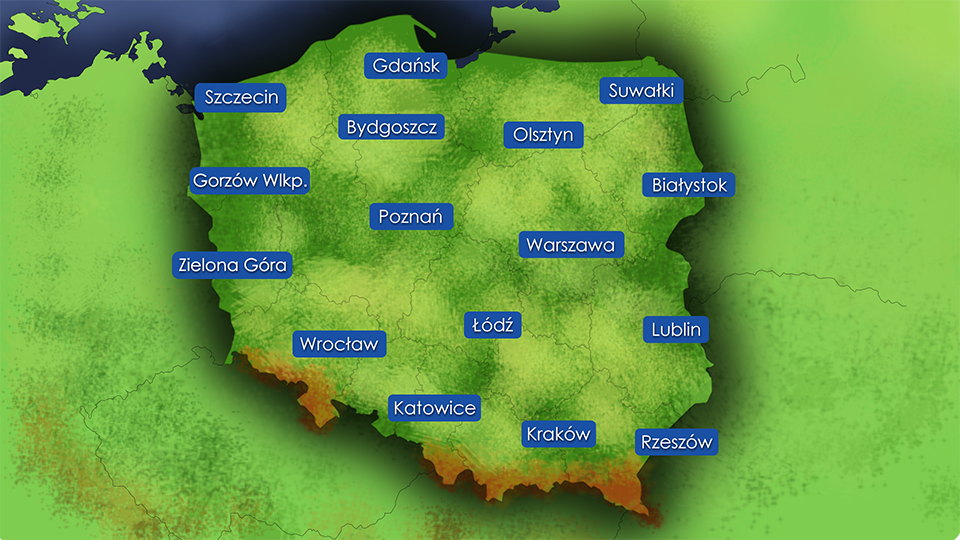 Gdańsk
Suwałki
Szczecin
Bydgoszcz
Olsztyn
Gorzów Wlkp.
Białystok
Poznań
Warszawa
Zielona Góra
Łódź
Lublin
Wrocław
Katowice
Kraków
Rzeszów